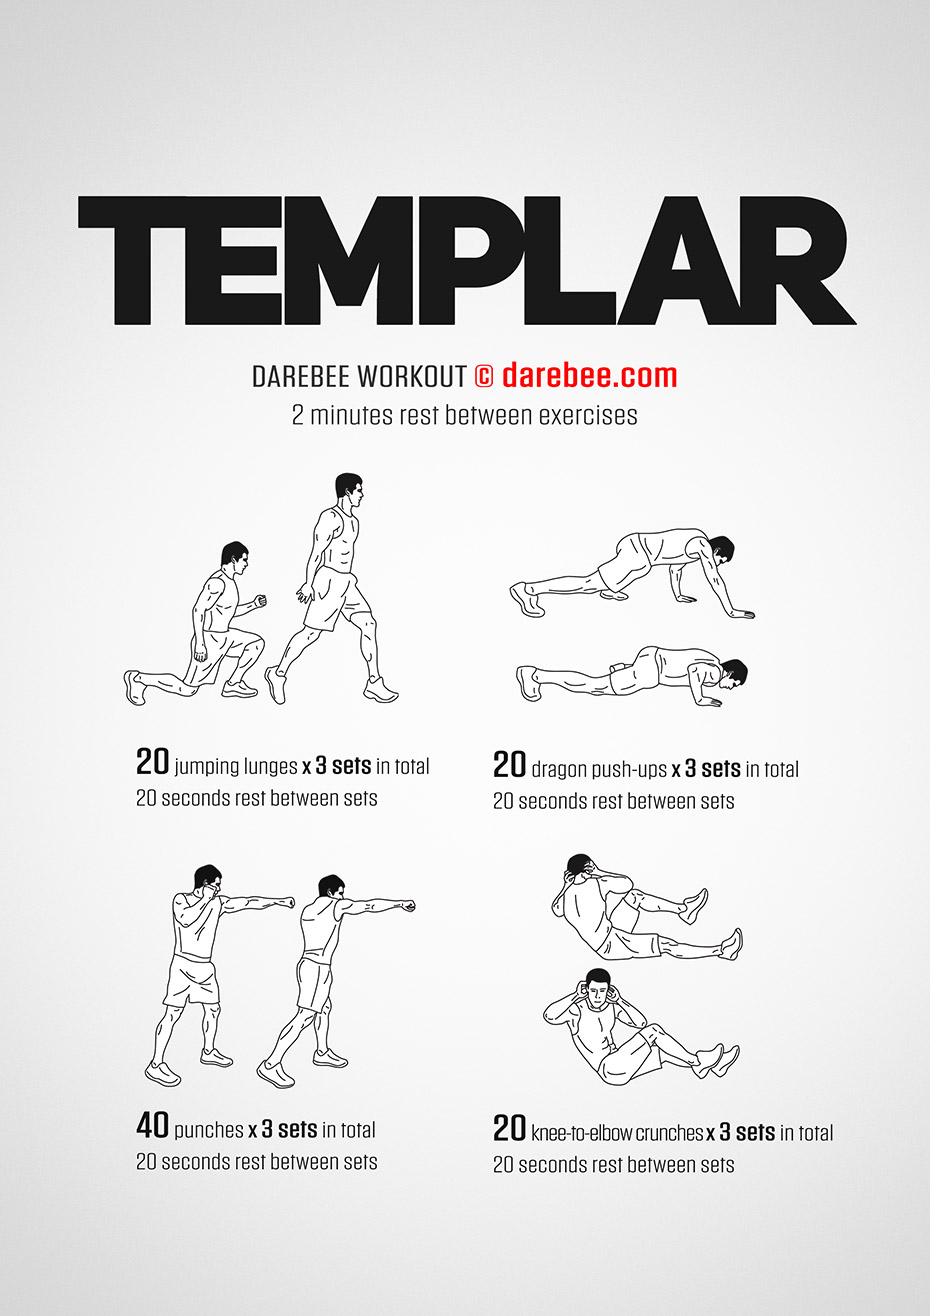 TEMPLAR
DAREBEE WORKOUT © darebee.com
2 minutes rest between exercises
20 jumping lunges x 3 sets in total
20 seconds rest between sets
20 dragon push-ups x 3 sets in total
20 seconds rest between sets
40 punches x 3 sets in total
20 seconds rest between sets
20 knee-to-elbow crunches x 3 sets in total
20 seconds rest between sets